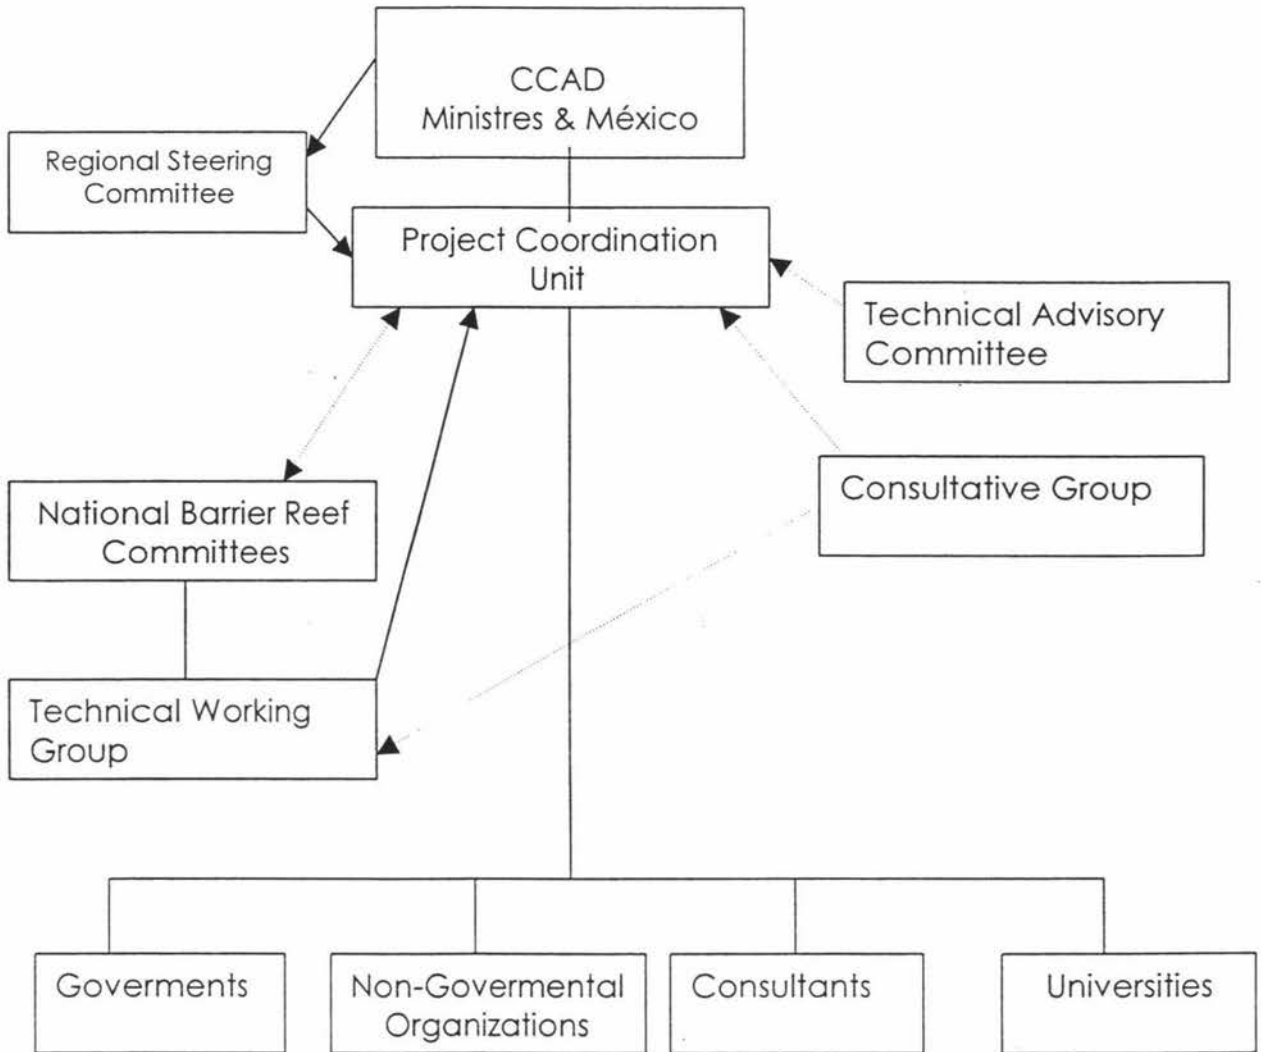 CCAD
Ministres & México
Regional Steering
Committee
Project Coordination
Unit
Technical Advisory
Committee
Consultative Group
National Barrier Reef
Committees
Technical Working
Group
Goverments
Non-Govermental
Organizations
Consultants
Universities